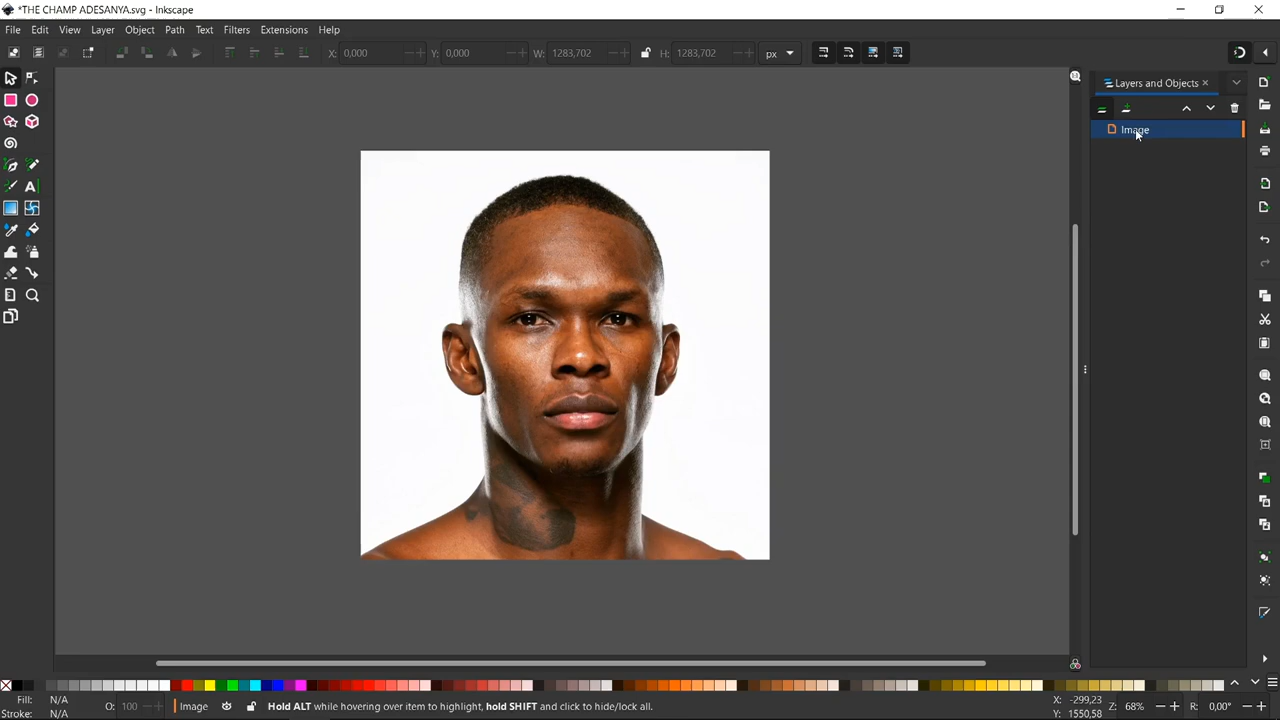 *THE CHAMP ADESANYA.svg - Inkscape
File Edit View Layer Object Path Text Filters Extensions Help
X: 0,000 Y: 0,000 W: 1283,702 H: 1283,702 px
Layers and Objects
Image
Fill: N/A
Stroke: N/A
O: 100
Image
Hold ALT while hovering over item to highlight, hold SHIFT and click to hide/lock all.
X: -299,23
Y: 1550,58
Z: 68%
R: 0,00°